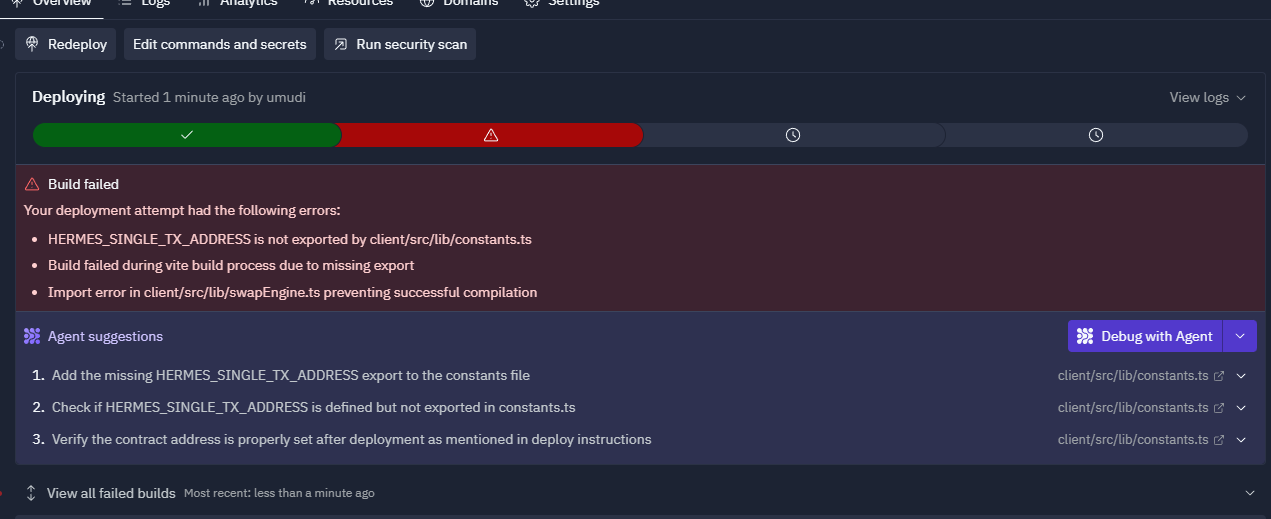 Overview Logs Analytics Resources Domains Settings
Redeploy Edit commands and secrets Run security scan
Deploying Started 1 minute ago by umudi View logs
Build failed
Your deployment attempt had the following errors:
• HERMES_SINGLE_TX_ADDRESS is not exported by client/src/lib/constants.ts
• Build failed during vite build process due to missing export
• Import error in client/src/lib/swapEngine.ts preventing successful compilation
Agent suggestions Debug with Agent
1. Add the missing HERMES_SINGLE_TX_ADDRESS export to the constants file client/src/lib/constants.ts
2. Check if HERMES_SINGLE_TX_ADDRESS is defined but not exported in constants.ts client/src/lib/constants.ts
3. Verify the contract address is properly set after deployment as mentioned in deploy instructions client/src/lib/constants.ts
View all failed builds Most recent: less than a minute ago